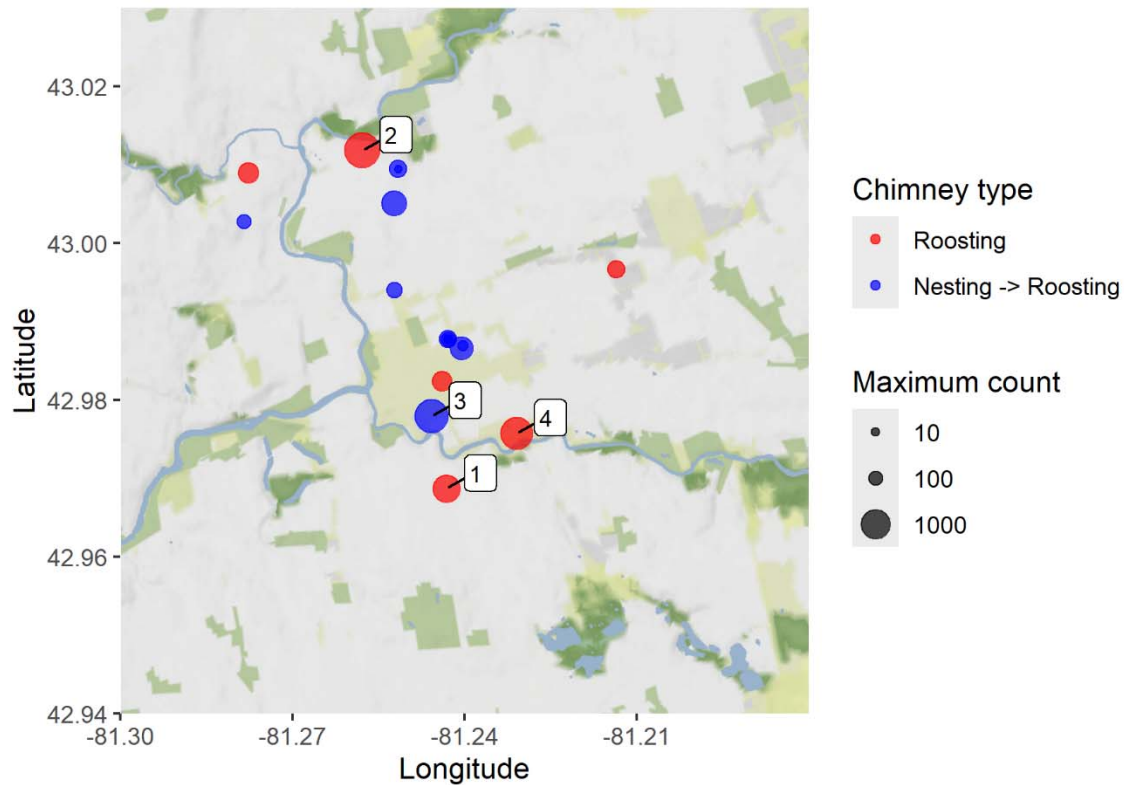 43.02
43.00
42.98
42.96
42.94
Latitude
2
3
4
1
-81.30
-81.27
-81.24
-81.21
Longitude
Chimney type
Roosting
Nesting -> Roosting
Maximum count
10
100
1000